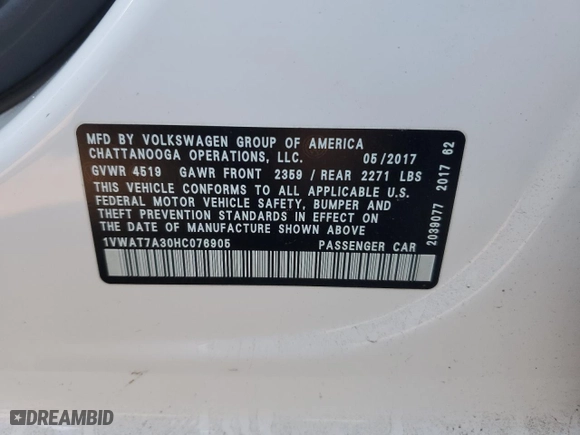 MFD BY VOLKSWAGEN GROUP OF AMERICA
CHATTANOOGA OPERATIONS, LLC. 05/2017
GVWR 4519 GAWR FRONT 2359 / REAR 2271 LBS
THIS VEHICLE CONFORMS TO ALL APPLICABLE U.S.
FEDERAL MOTOR VEHICLE SAFETY, BUMPER AND
THEFT PREVENTION STANDARDS IN EFFECT ON
THE DATE OF MANUFACTURE SHOWN ABOVE
1VWAT7A30HC076905 PASSENGER CAR
2039077 2017 62
DREAMBID